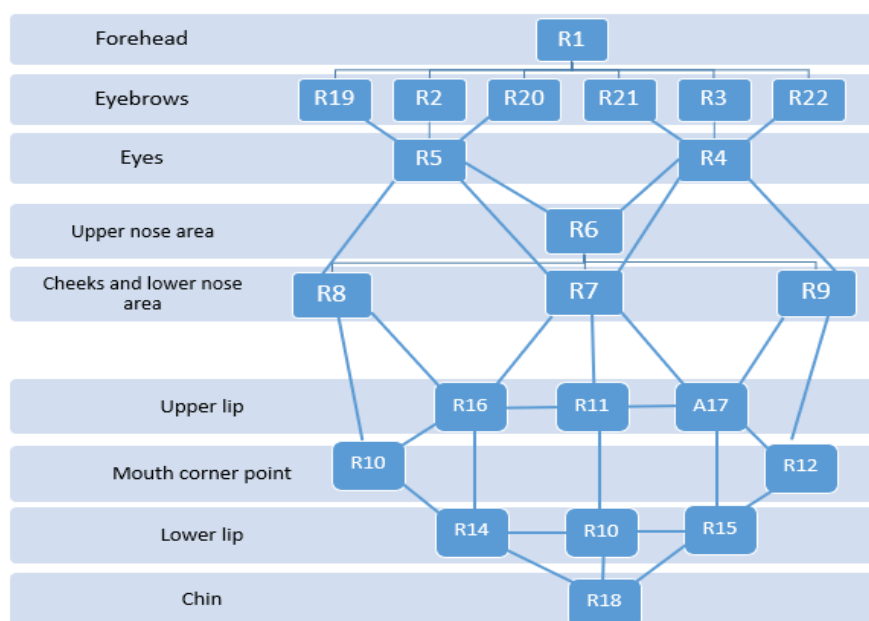 Forehead
R1
Eyebrows
R19 R2 R20 R21 R3 R22
Eyes
R5 R4
Upper nose area
R6
Cheeks and lower nose
area
R8 R7 R9
Upper lip
R16 R11 A17
Mouth corner point
R10 R12
Lower lip
R14 R10 R15
Chin
R18